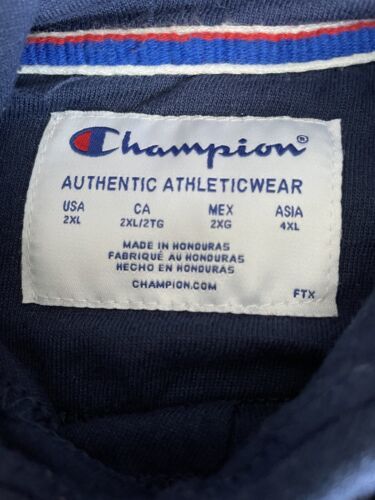 Champion®
AUTHENTIC ATHLETICWEAR
USA CA MEX ASIA
2XL 2XL/2TG 2XG 4XL
MADE IN HONDURAS
FABRIQUÉ AU HONDURAS
HECHO EN HONDURAS
CHAMPION.COM
FTX